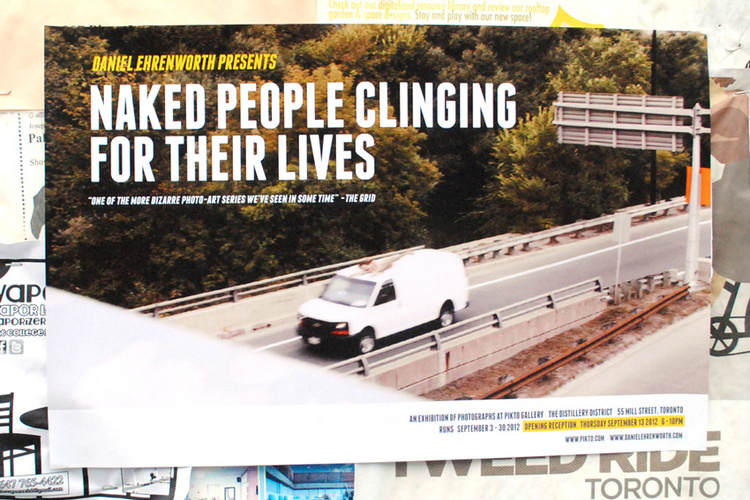 Check out our digitalized resource library and review our rooftop
garden & space designs. Stay and play with our new space!
DANIEL EHRENWORTH PRESENTS
NAKED PEOPLE CLINGING
FOR THEIR LIVES
"ONE OF THE MORE BIZARRE PHOTO-ART SERIES WE'VE SEEN IN SOME TIME" -THE GRID
AN EXHIBITION OF PHOTOGRAPHS AT PIKTO GALLERY THE DISTILLERY DISTRICT 55 MILL STREET, TORONTO
RUNS SEPTEMBER 3 - 30 2012 OPENING RECEPTION THURSDAY SEPTEMBER 13 2012 6 - 10PM
WWW.PIKTO.COM WWW.DANIELEHRENWORTH.COM
TWEED RIDE
TORONTO